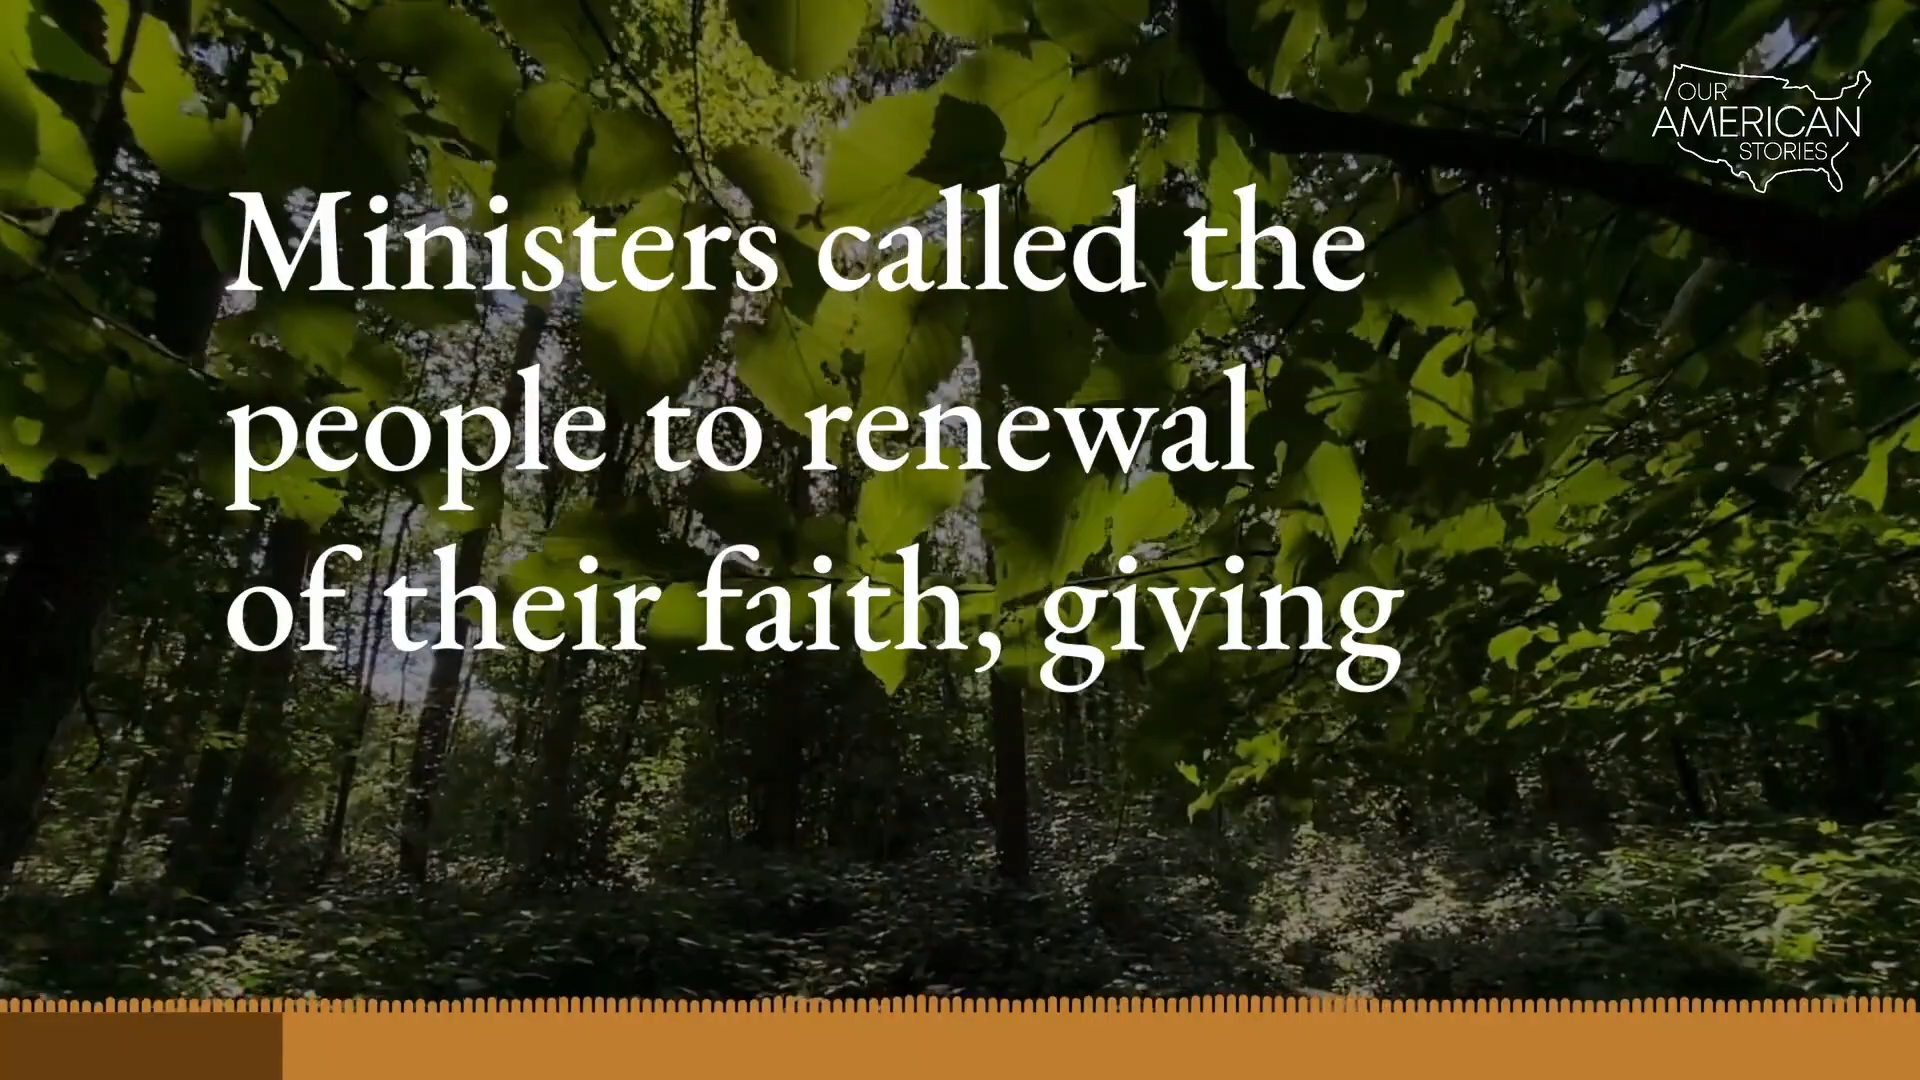 OUR
AMERICAN
STORIES
Ministers called the
people to renewal
of their faith, giving